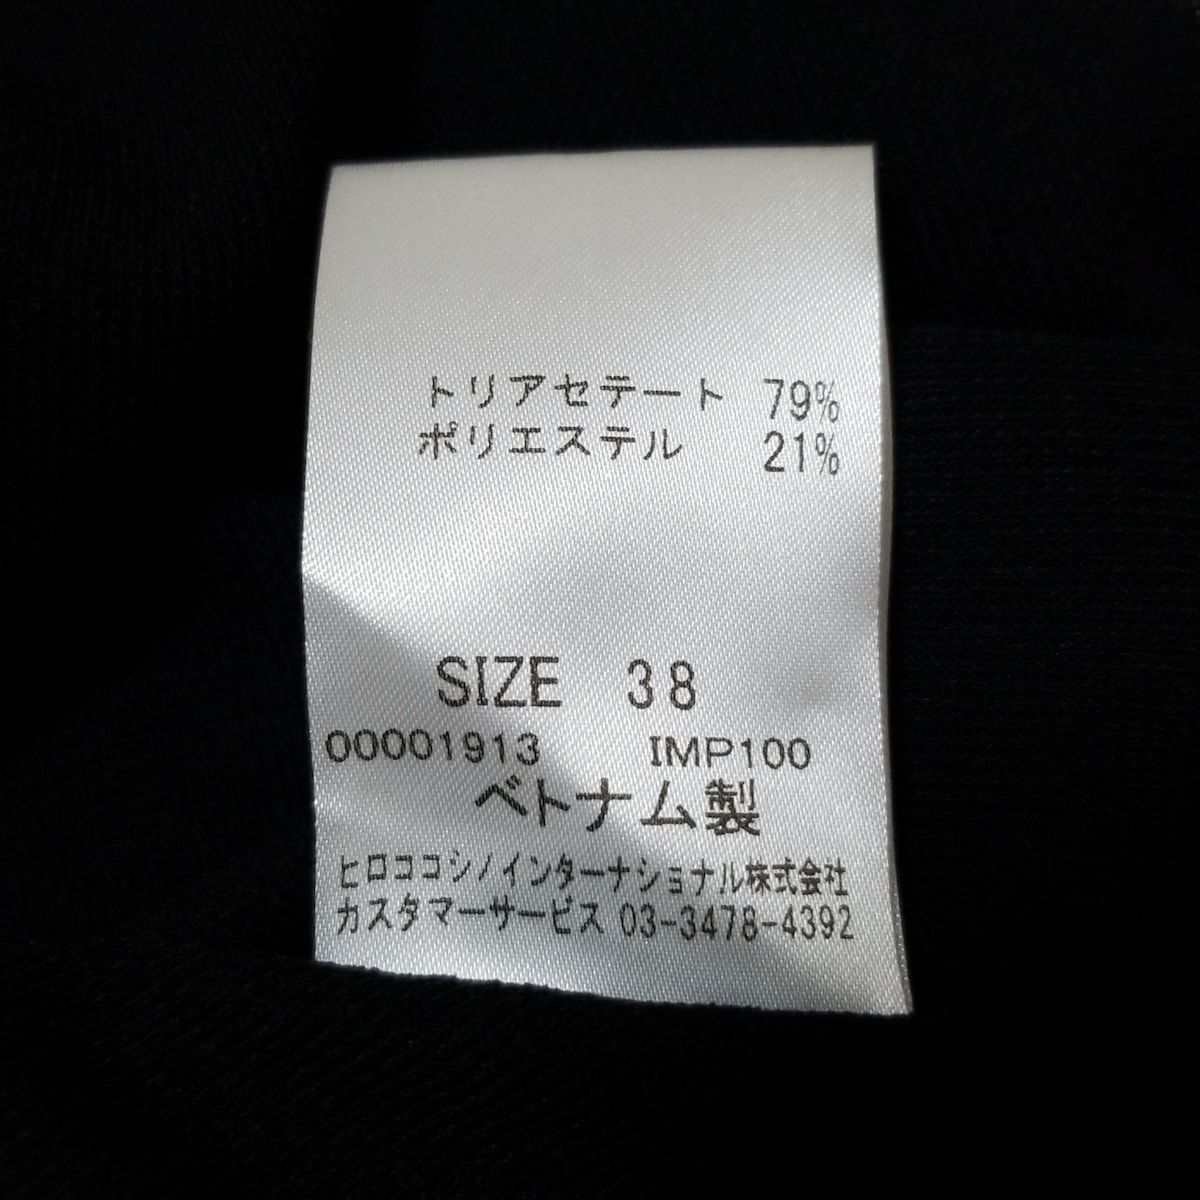 トリアセテート 79%
ポリエステル 21%
SIZE 38
00001913 IMP100
ベトナム製
ヒロココシノインターナショナル株式会社
カスタマーサービス 03-3478-4392